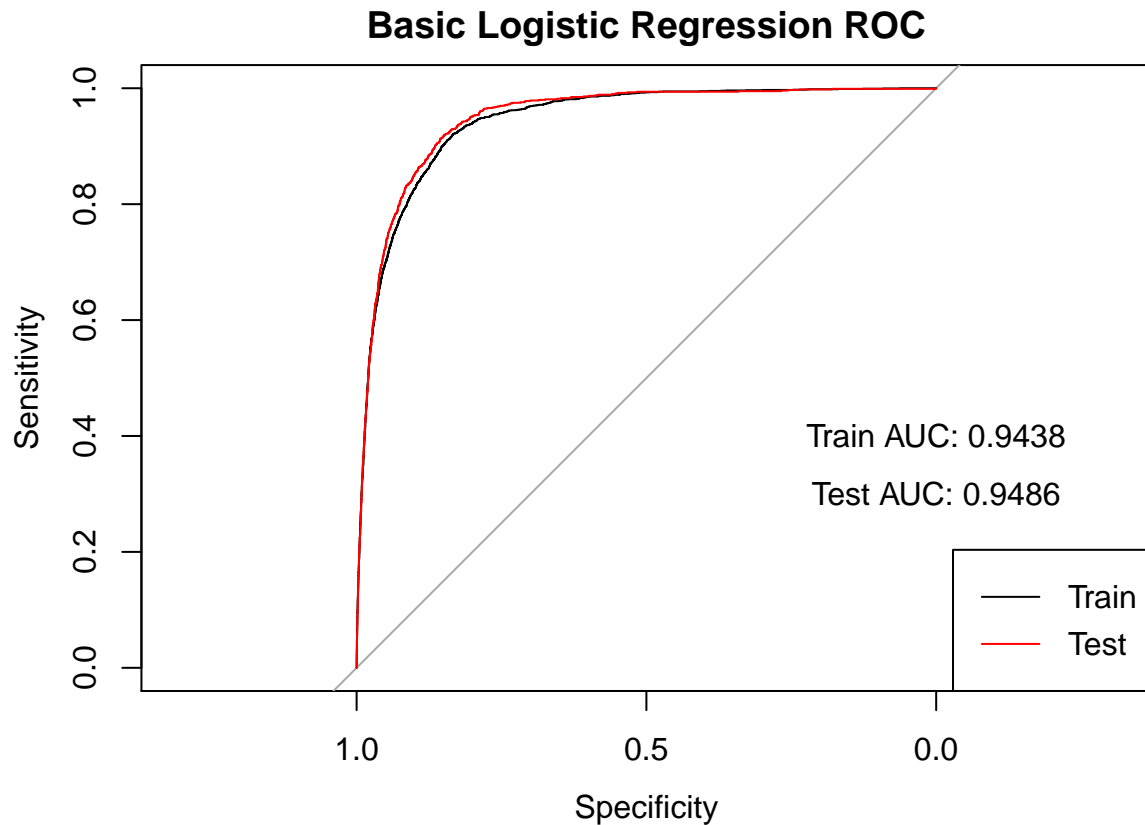 Basic Logistic Regression ROC
1.0
0.8
0.6
0.4
0.2
0.0
Sensitivity
Train AUC: 0.9438
Test AUC: 0.9486
Train
Test
1.0 0.5 0.0
Specificity